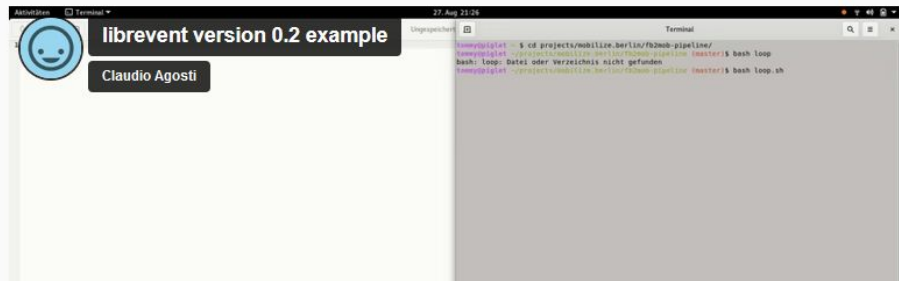 Aktivitäten Terminal 27. Aug 21:26
librevent version 0.2 example
Claudio Agosti
Ungespeichert
Terminal
1
tommy@piglet ~ $ cd projects/mobilize.berlin/fb2mob-pipeline/
tommy@piglet ~/projects/mobilize.berlin/fb2mob-pipeline (master)$ bash loop
bash: loop: Datei oder Verzeichnis nicht gefunden
tommy@piglet ~/projects/mobilize.berlin/fb2mob-pipeline (master)$ bash loop.sh